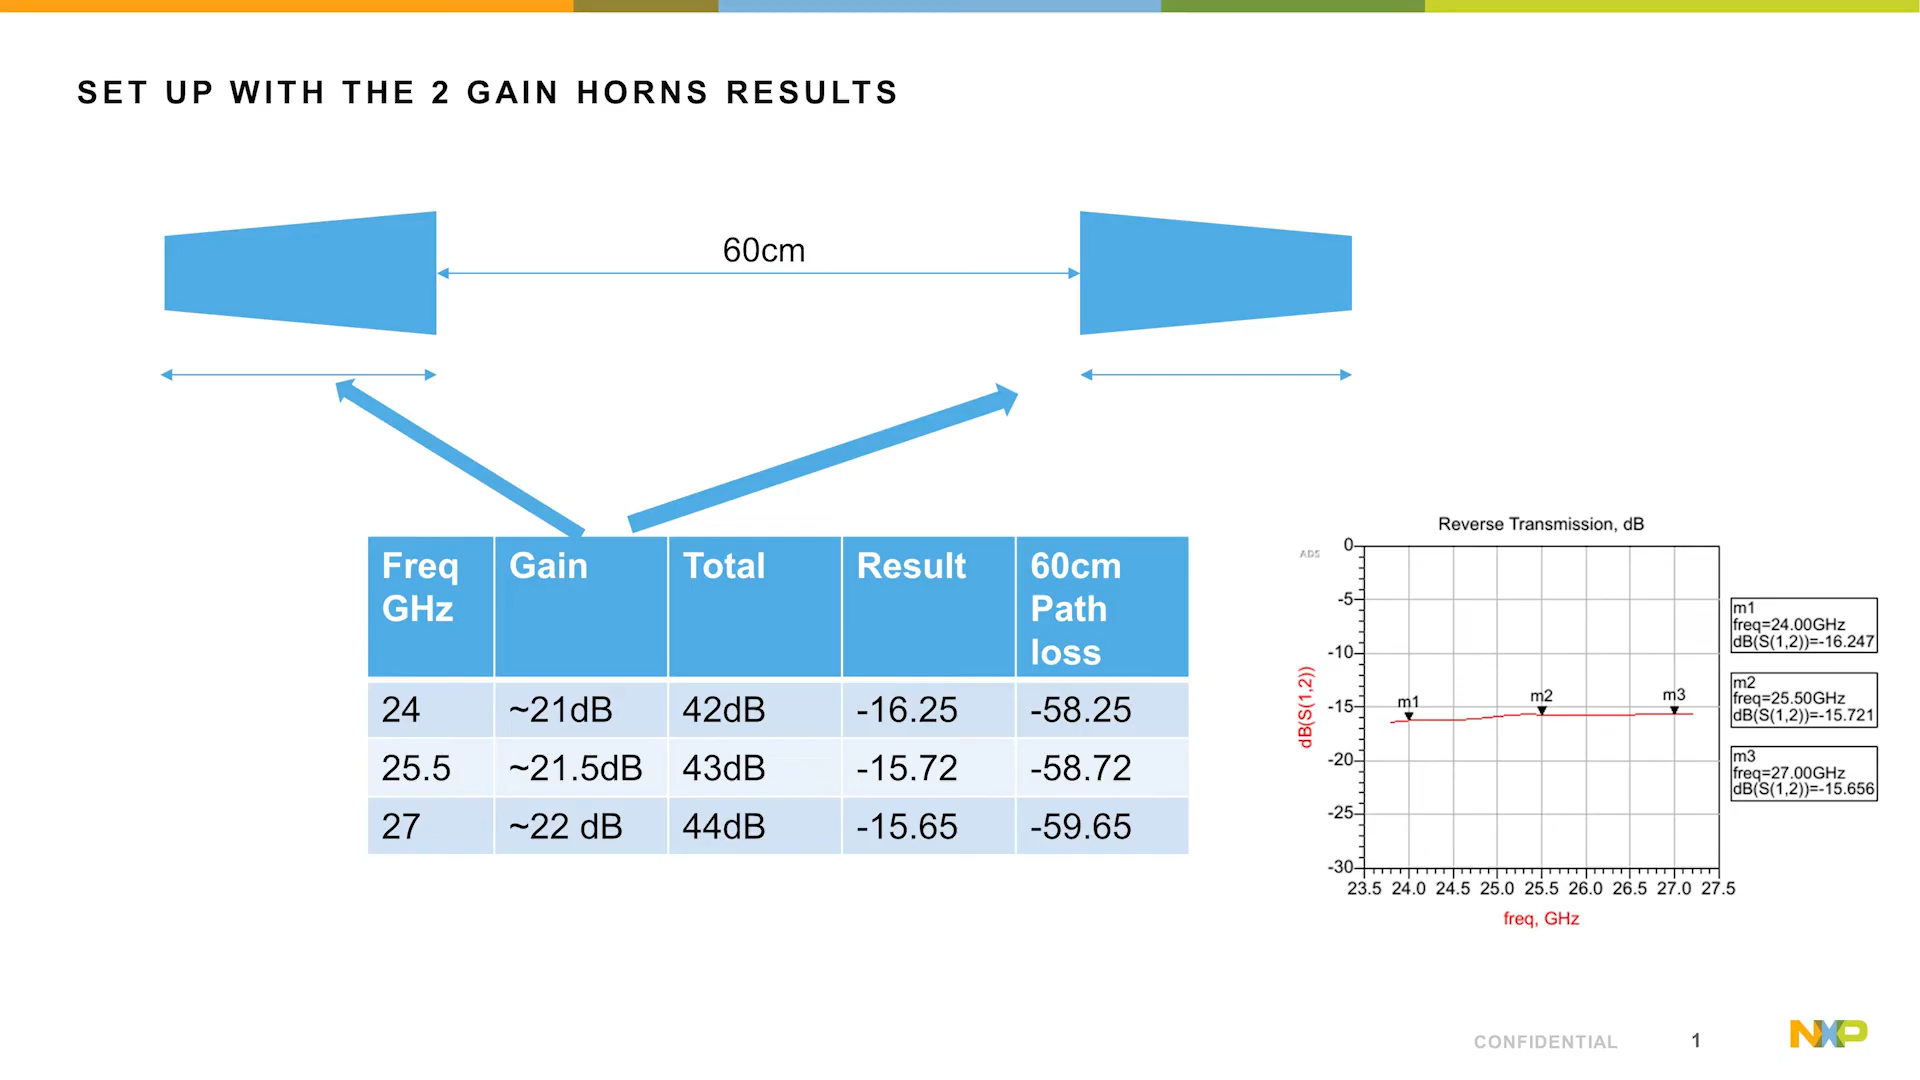 SET UP WITH THE 2 GAIN HORNS RESULTS
60cm
Freq GHz Gain Total Result 60cm Path loss
24 ~21dB 42dB -16.25 -58.25
25.5 ~21.5dB 43dB -15.72 -58.72
27 ~22 dB 44dB -15.65 -59.65
Reverse Transmission, dB
ADS
0
-5
-10
-15
-20
-25
-30
dB(S(1,2))
m1 m2 m3
23.5 24.0 24.5 25.0 25.5 26.0 26.5 27.0 27.5
freq, GHz
m1
freq=24.00GHz
dB(S(1,2))=-16.247
m2
freq=25.50GHz
dB(S(1,2))=-15.721
m3
freq=27.00GHz
dB(S(1,2))=-15.656
CONFIDENTIAL
1
NXP